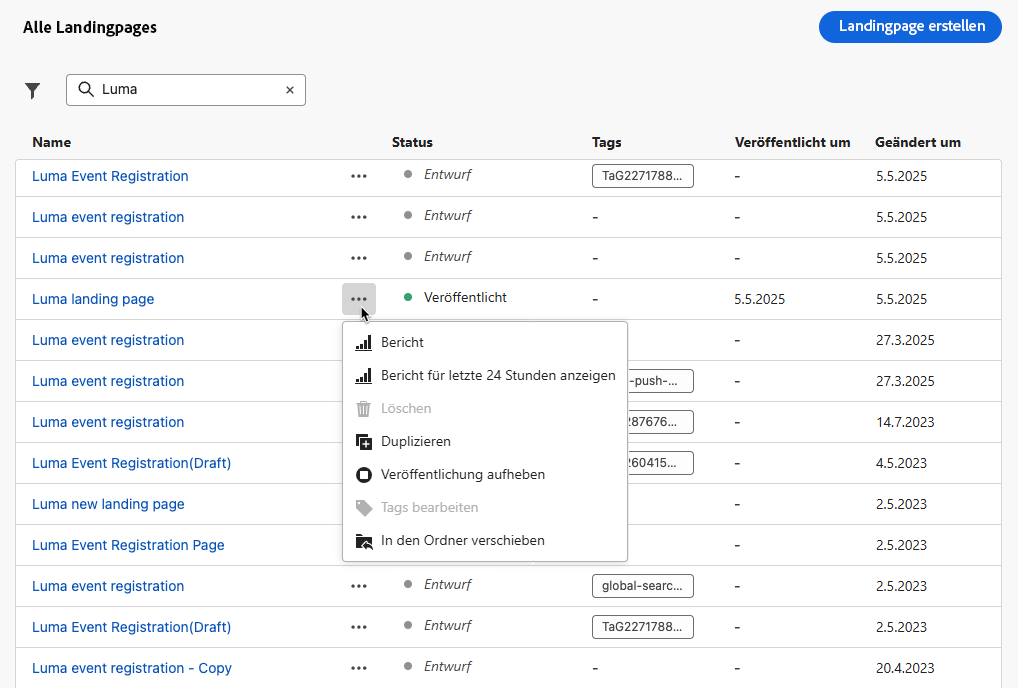 Alle Landingpages
Landingpage erstellen
Luma
Name Status Tags Veröffentlicht um Geändert um
Luma Event Registration Entwurf TaG2271788... - 5.5.2025
Luma event registration Entwurf - - 5.5.2025
Luma event registration Entwurf - - 5.5.2025
Luma landing page Veröffentlicht - 5.5.2025 5.5.2025
Luma event registration - 27.3.2025
Luma event registration -push-... - 27.3.2025
Luma event registration 287676... - 14.7.2023
Luma Event Registration(Draft) 260415... - 4.5.2023
Luma new landing page - 2.5.2023
Luma Event Registration Page - 2.5.2023
Luma event registration Entwurf global-searc... - 2.5.2023
Luma Event Registration(Draft) Entwurf TaG2271788... - 2.5.2023
Luma event registration - Copy Entwurf - - 20.4.2023
Bericht
Bericht für letzte 24 Stunden anzeigen
Löschen
Duplizieren
Veröffentlichung aufheben
Tags bearbeiten
In den Ordner verschieben